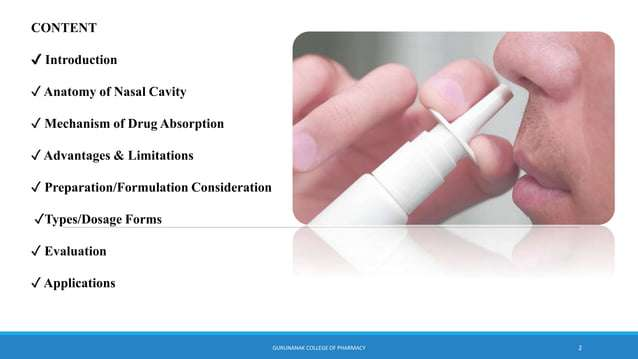 CONTENT
✓ Introduction
✓ Anatomy of Nasal Cavity
✓ Mechanism of Drug Absorption
✓ Advantages & Limitations
✓ Preparation/Formulation Consideration
✓Types/Dosage Forms
✓ Evaluation
✓ Applications
GURUNANAK COLLEGE OF PHARMACY
2